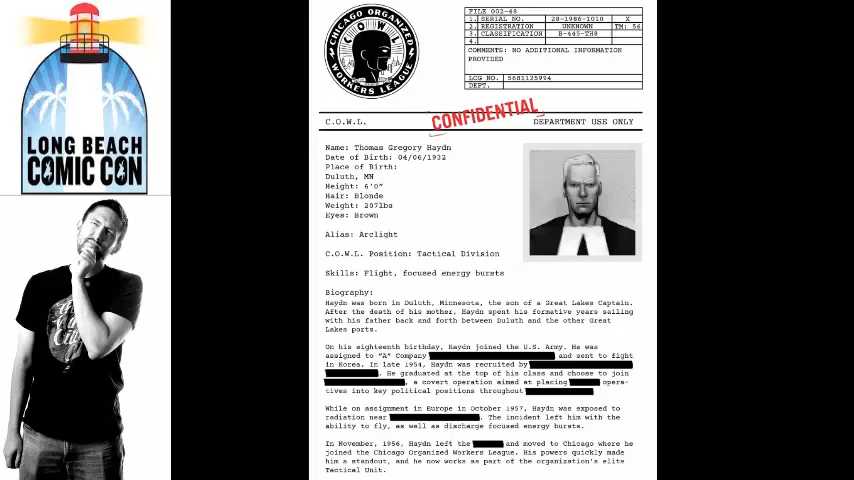 LONG BEACH
COMIC CON
CHICAGO ORGANIZED
WORKERS LEAGUE
C O W L
FILE 002-48
1. SERIAL NO. 28-1986-1010 X
2. REGISTRATION UNKNOWN TM: 56
3. CLASSIFICATION B-445-TH8
4.
COMMENTS: NO ADDITIONAL INFORMATION
PROVIDED
LOG NO. 5681125994
DEPT.
CONFIDENTIAL
C.O.W.L. DEPARTMENT USE ONLY
Name: Thomas Gregory Haydn
Date of Birth: 04/06/1932
Place of Birth:
Duluth, MN
Height: 6'0"
Hair: Blonde
Weight: 207lbs
Eyes: Brown
Alias: Arclight
C.O.W.L. Position: Tactical Division
Skills: Flight, focused energy bursts
Biography:
Haydn was born in Duluth, Minnesota, the son of a Great Lakes Captain.
After the death of his mother, Haydn spent his formative years sailing
with his father back and forth between Duluth and the other Great
Lakes ports.
On his eighteenth birthday, Haydn joined the U.S. Army. He was
assigned to "A" Company and sent to fight
in Korea. In late 1954, Haydn was recruited by
. He graduated at the top of his class and choose to join
, a covert operation aimed at placing opera-
tives into key political positions throughout .
While on assignment in Europe in October 1957, Haydn was exposed to
radiation near . The incident left him with the
ability to fly, as well as discharge focused energy bursts.
In November, 1956, Haydn left the and moved to Chicago where he
joined the Chicago Organized Workers League. His powers quickly made
him a standout, and he now works as part of the organization's elite
Tactical Unit.